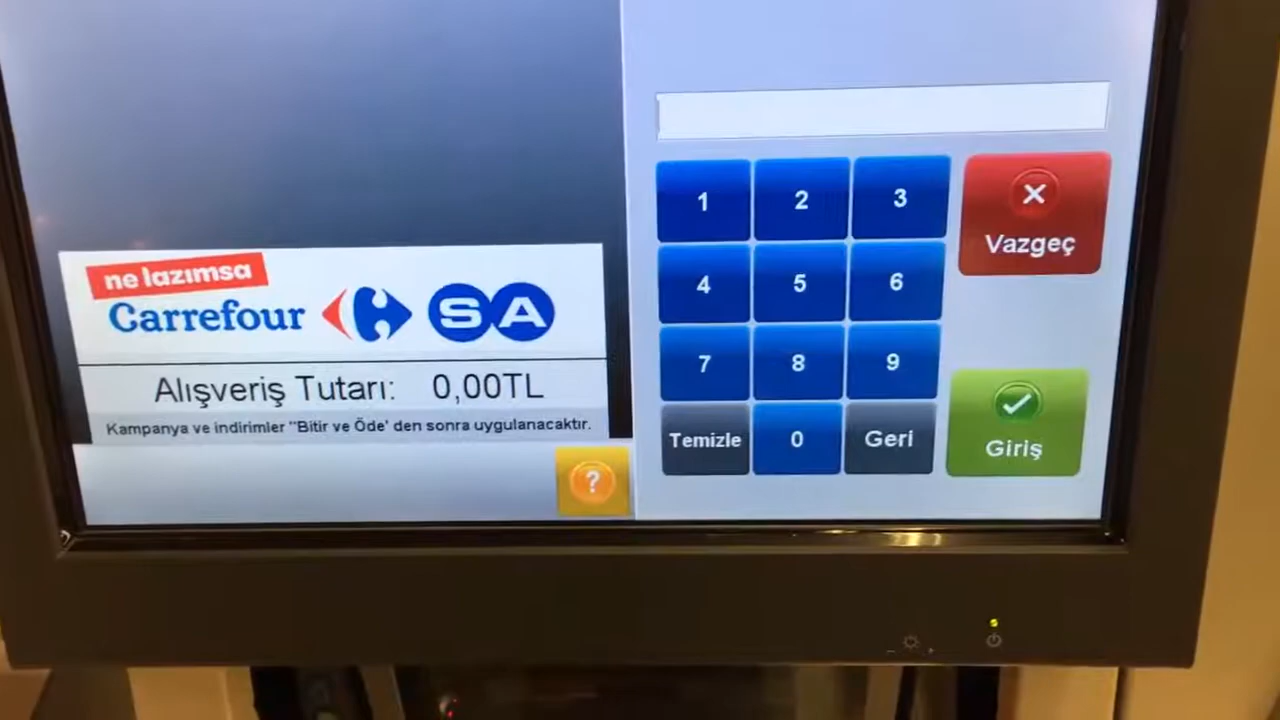 ne lazımsa
Carrefour SA
Alışveriş Tutarı: 0,00TL
Kampanya ve indirimler "Bitir ve Öde' den sonra uygulanacaktır.
?
1 2 3
Vazgeç
4 5 6
7 8 9
Temizle 0 Geri
Giriş